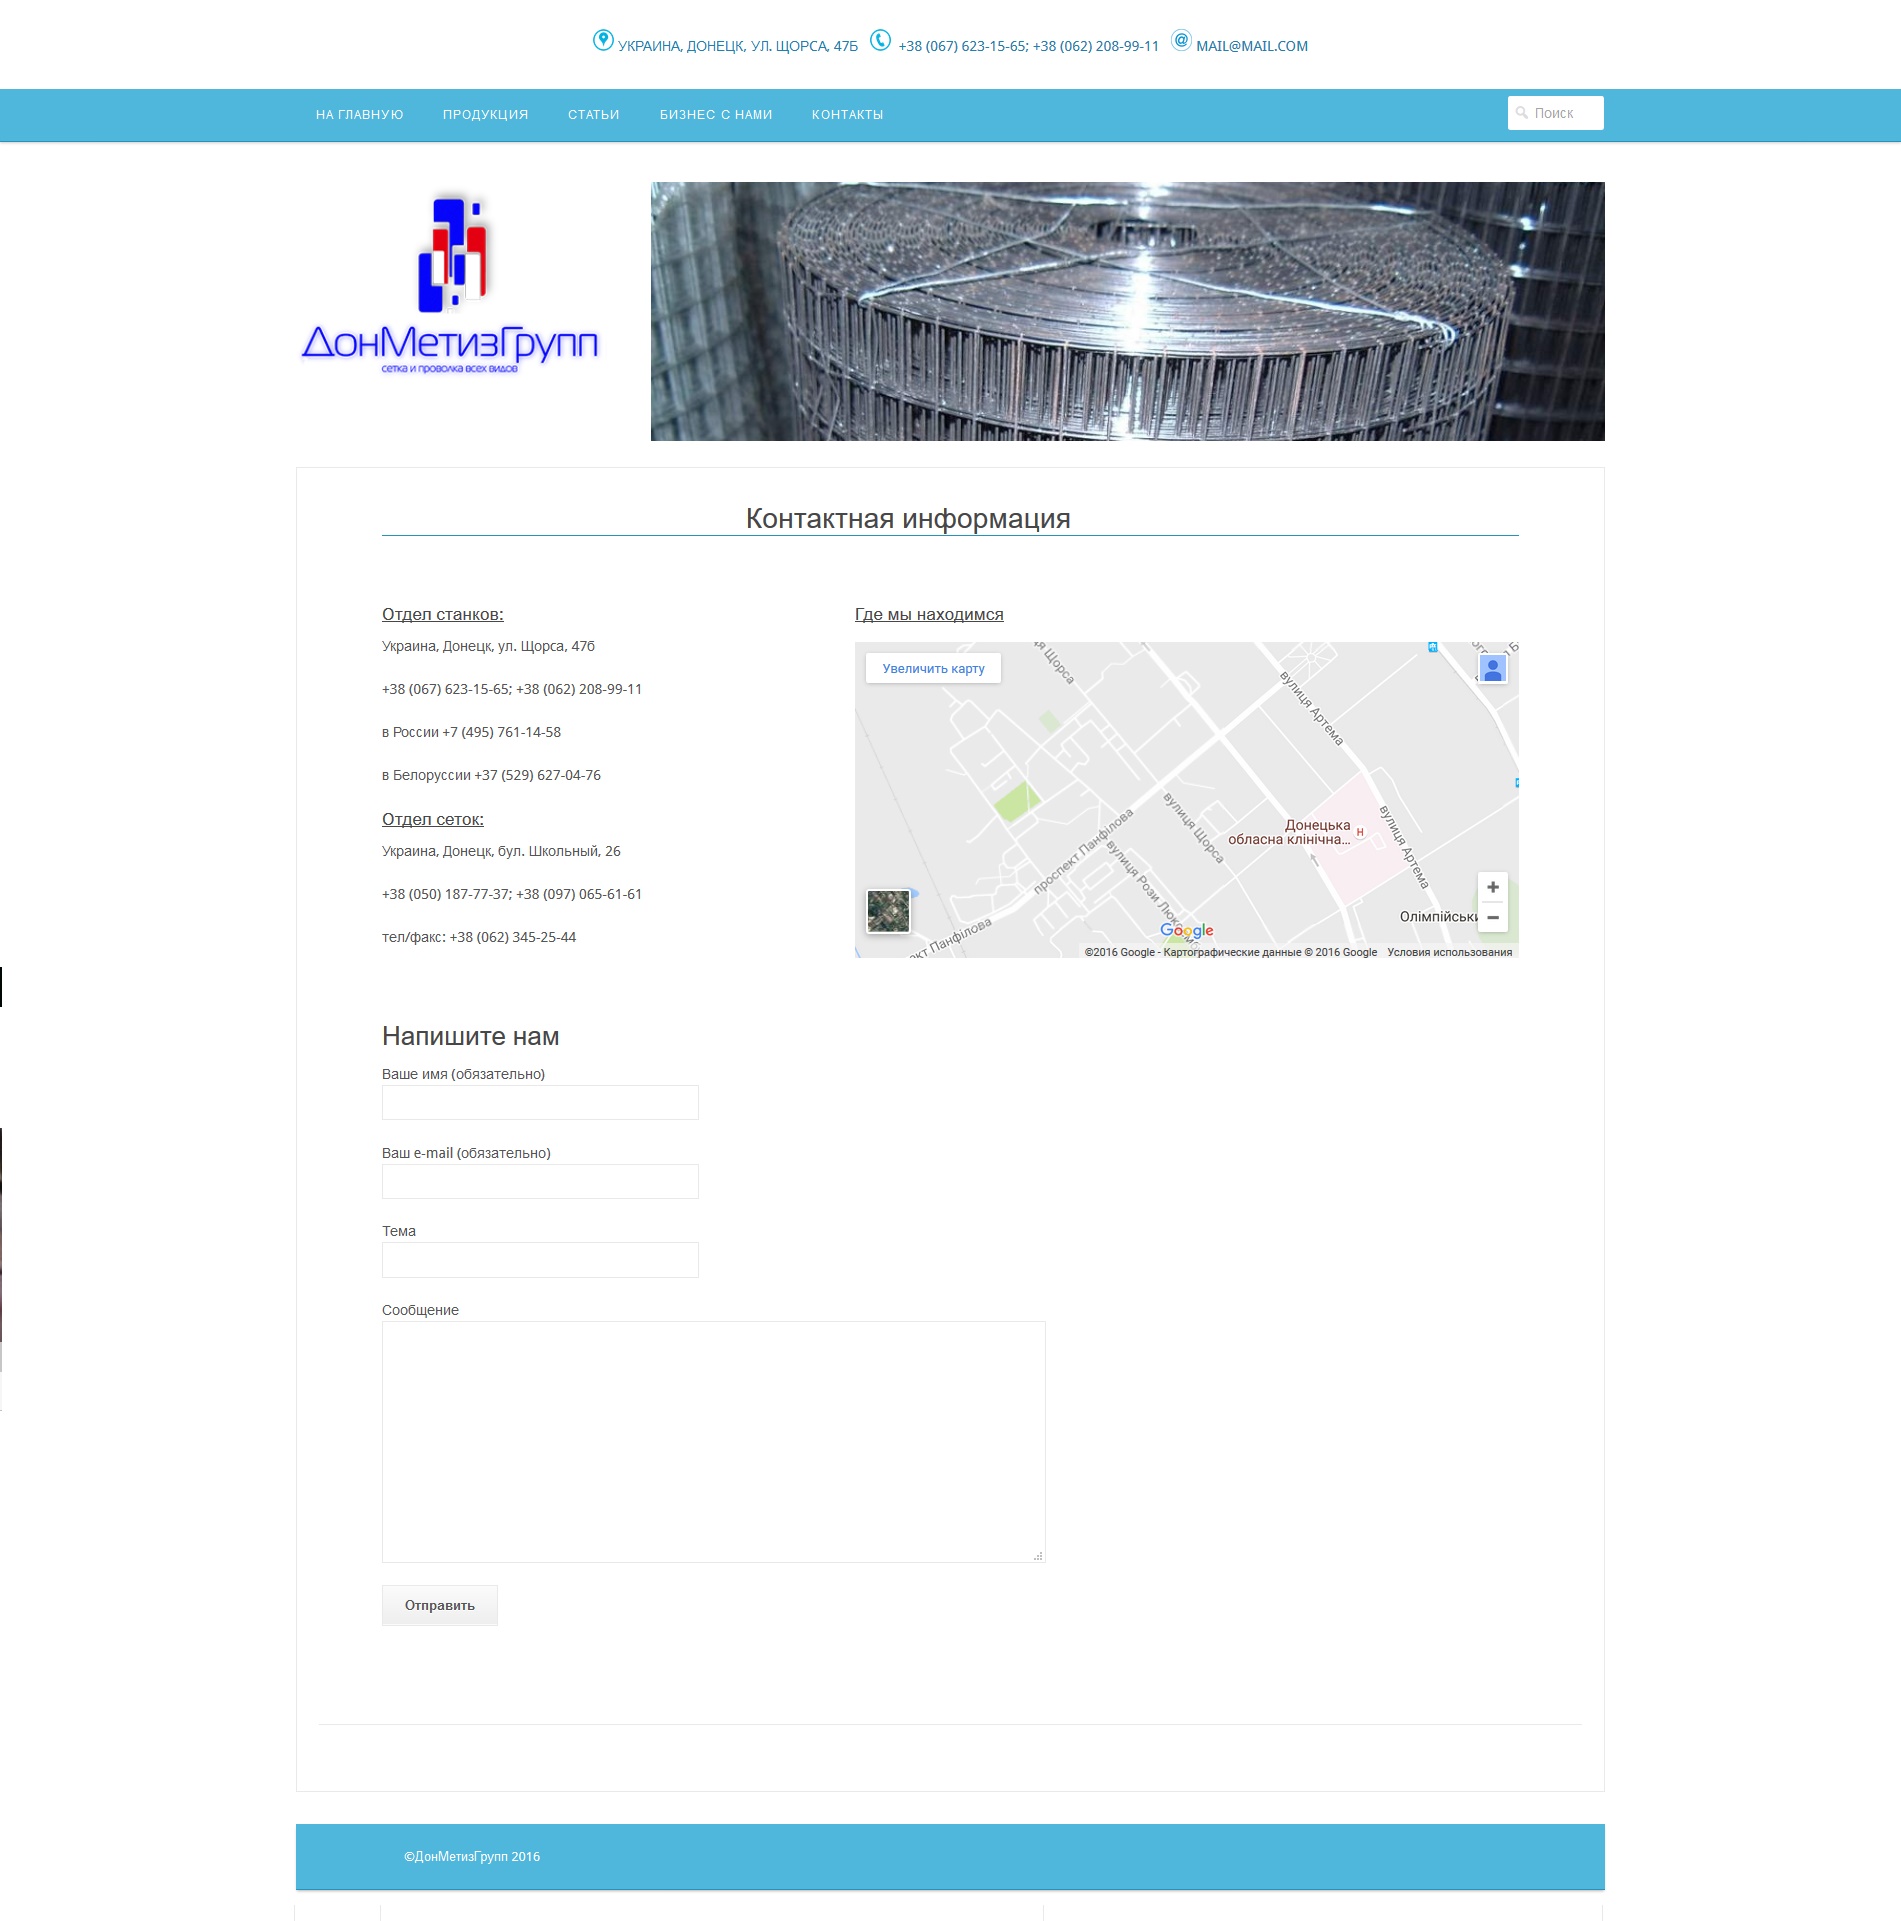 УКРАИНА, ДОНЕЦК, УЛ. ЩОРСА, 47Б +38 (067) 623-15-65; +38 (062) 208-99-11 MAIL@MAIL.COM
НА ГЛАВНУЮ ПРОДУКЦИЯ СТАТЬИ БИЗНЕС С НАМИ КОНТАКТЫ Поиск
ДонМетизГрупп
сетка и проволка всех видов
Контактная информация
Отдел станков:
Украина, Донецк, ул. Щорса, 47б
+38 (067) 623-15-65; +38 (062) 208-99-11
в России +7 (495) 761-14-58
в Белоруссии +37 (529) 627-04-76
Отдел сеток:
Украина, Донецк, бул. Школьный, 26
+38 (050) 187-77-37; +38 (097) 065-61-61
тел/факс: +38 (062) 345-25-44
Где мы находимся
Увеличить карту
Щорса
вулиця Артема
вулиця Щорса
проспект Панфілова
вулиця Артема
Донецька
обласна клінічна...
H
вулиця Рози
Панфілова
Олімпійськи
Google
©2016 Google - Картографические данные © 2016 Google Условия использования
Напишите нам
Ваше имя (обязательно)
Ваш e-mail (обязательно)
Тема
Сообщение
Отправить
©ДонМетизГрупп 2016